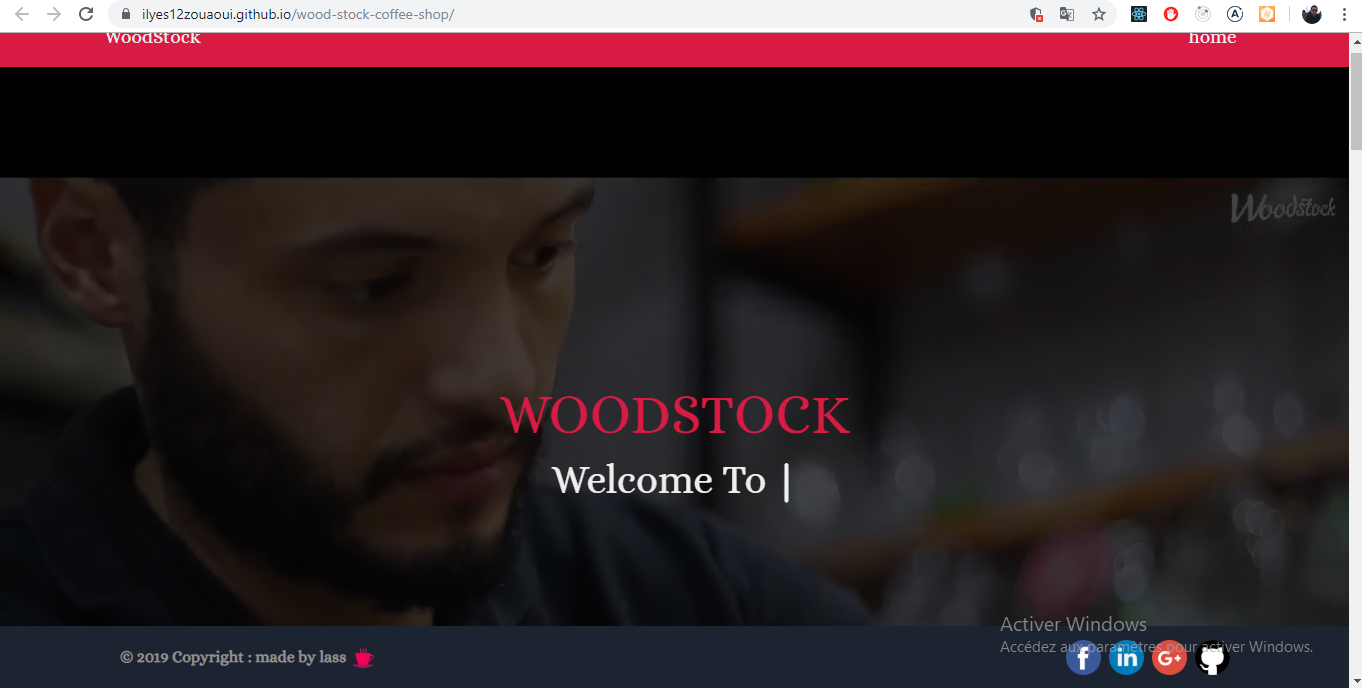 ilyes12zouaoui.github.io/wood-stock-coffee-shop/
WoodStock
home
Woodstock
WOODSTOCK
Welcome To |
Activer Windows
Accédez aux paramètres pour activer Windows.
© 2019 Copyright : made by lass
f
in
G+